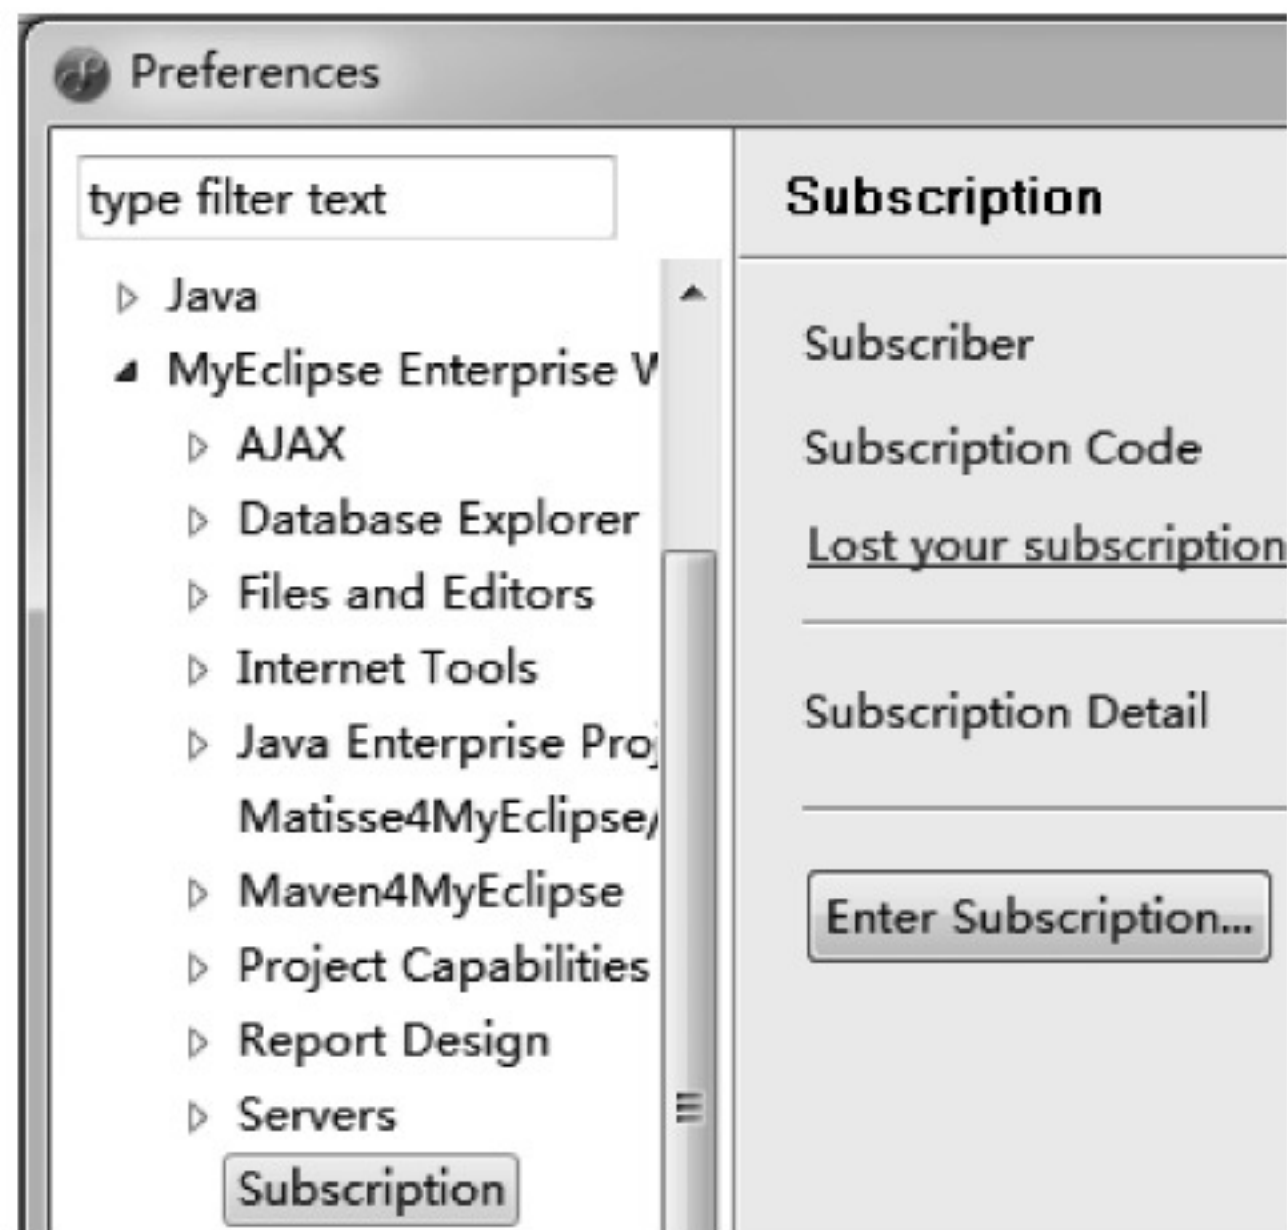 Preferences
type filter text
Java
MyEclipse Enterprise W
AJAX
Database Explorer
Files and Editors
Internet Tools
Java Enterprise Proj
Matisse4MyEclipse/
Maven4MyEclipse
Project Capabilities
Report Design
Servers
Subscription
Subscription
Subscriber
Subscription Code
Lost your subscription
Subscription Detail
Enter Subscription...